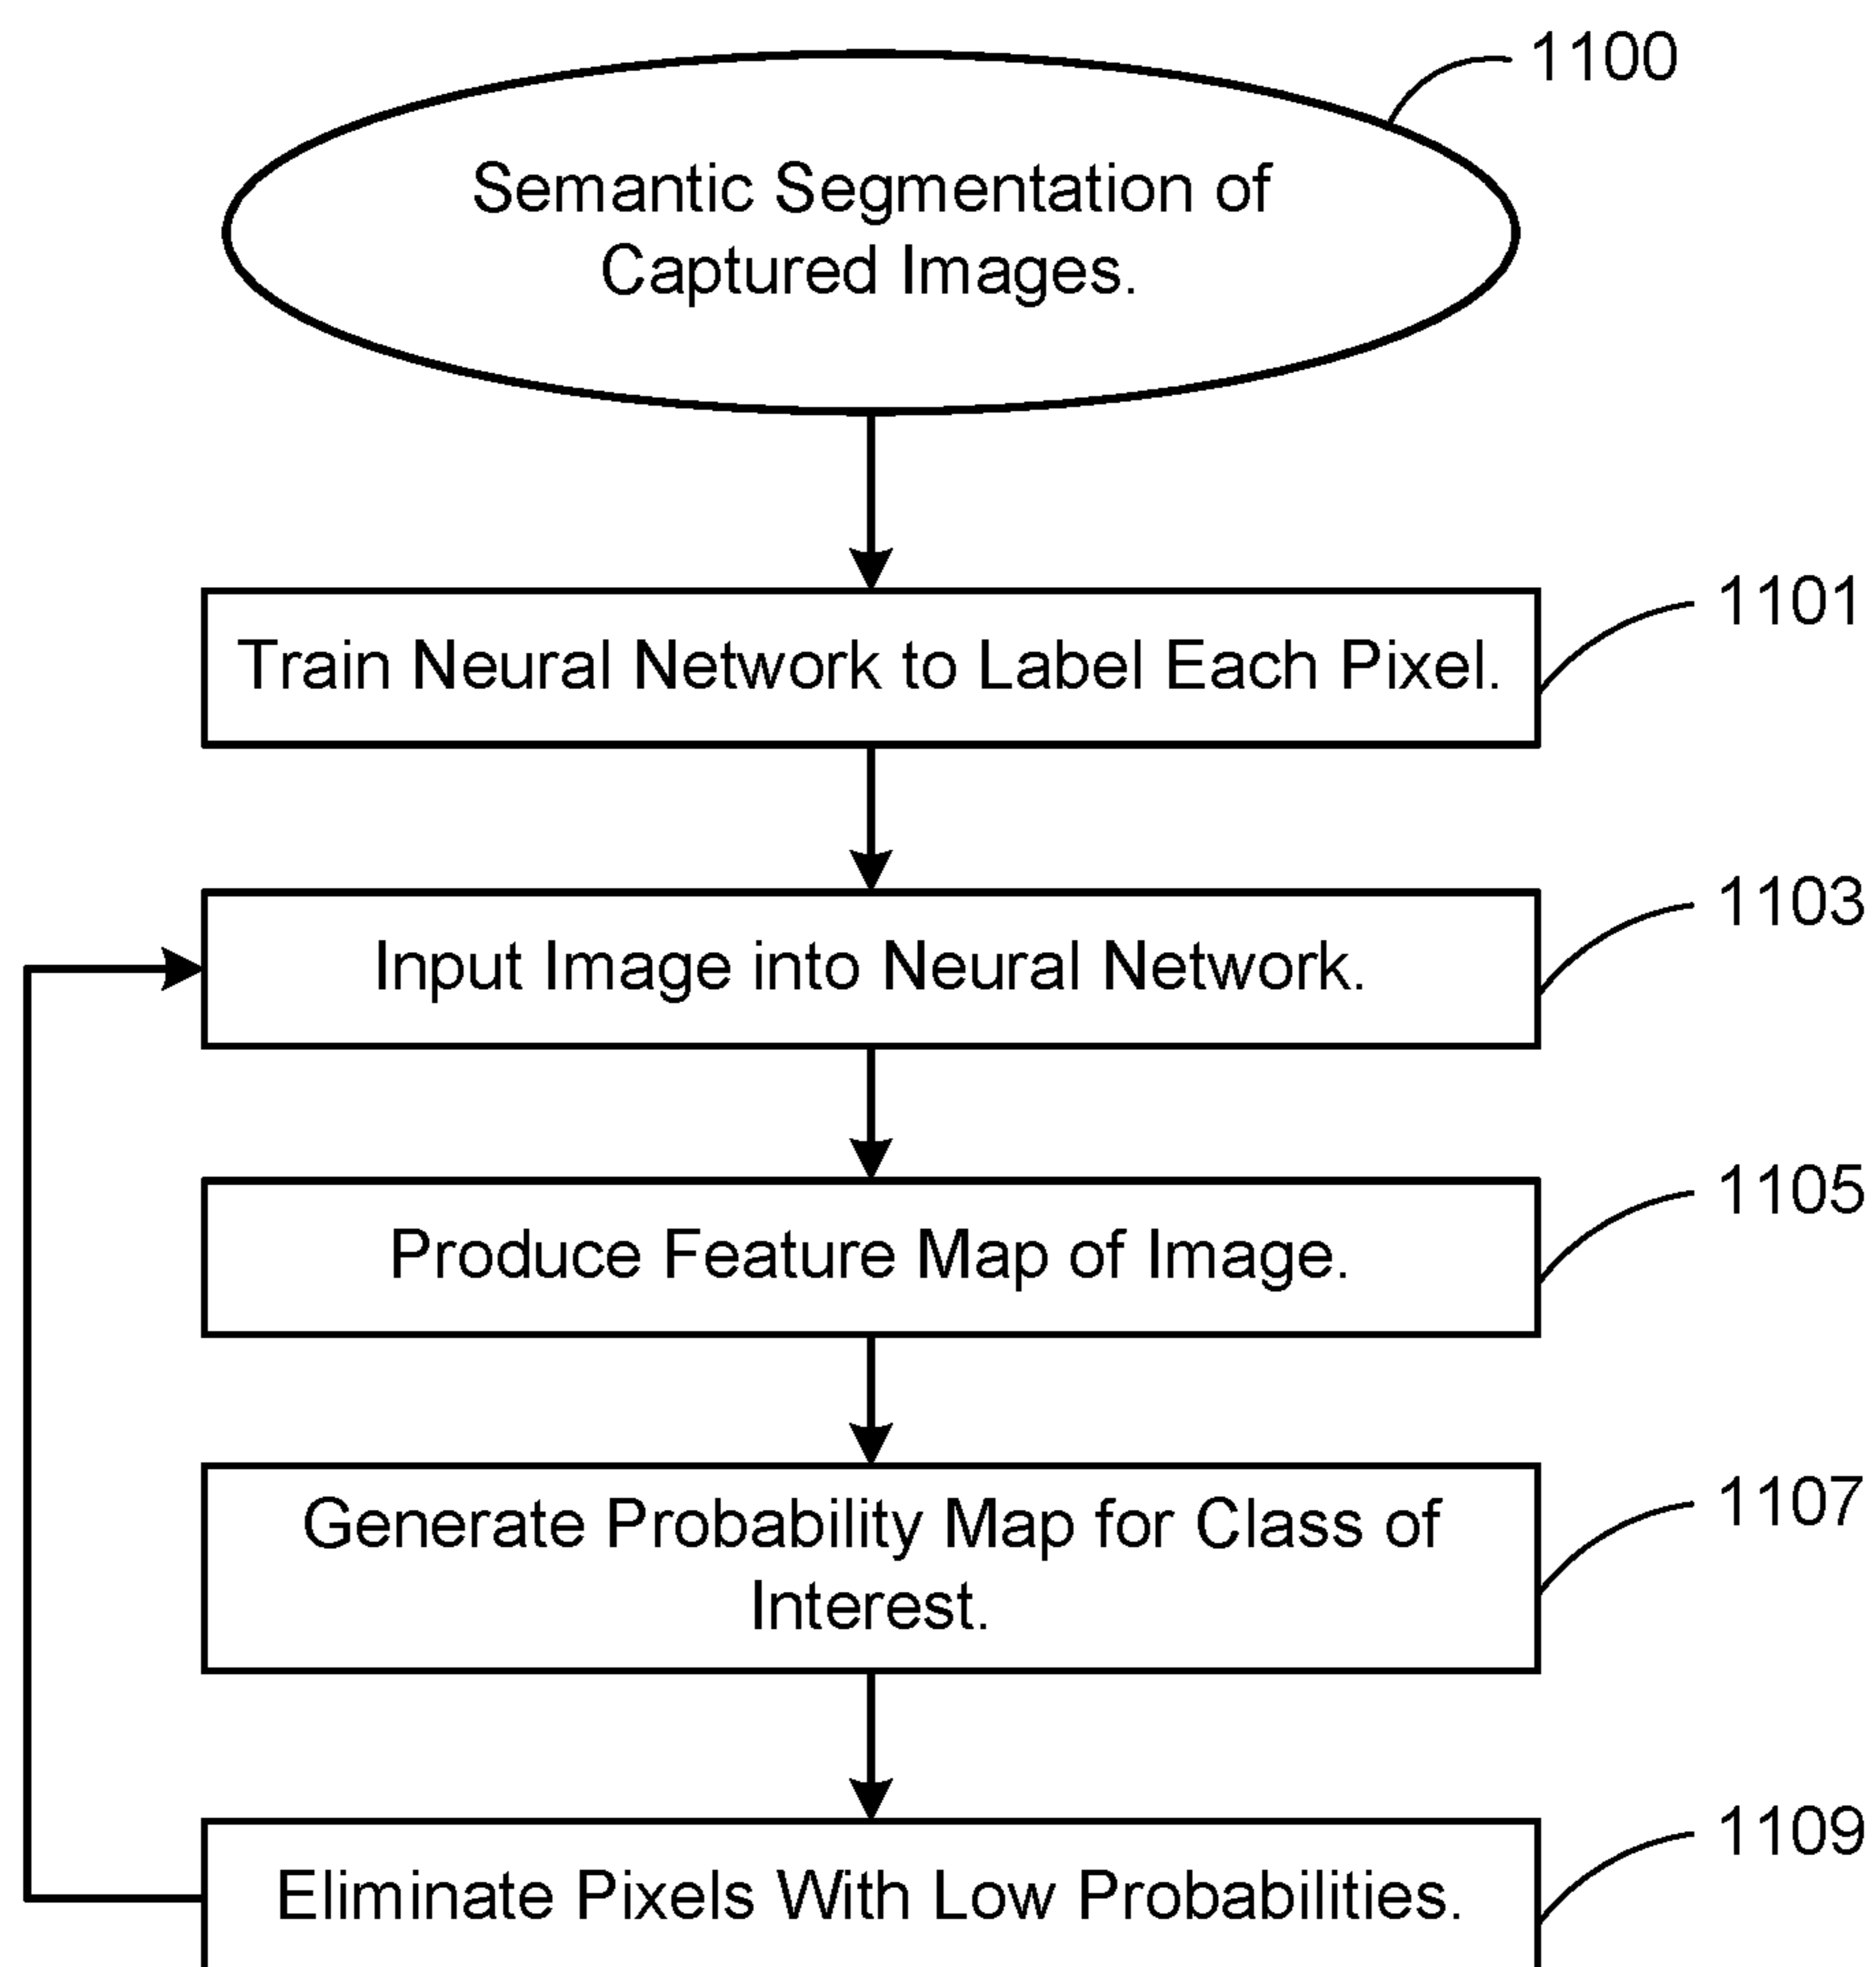 1100
Semantic Segmentation of
Captured Images.
1101
Train Neural Network to Label Each Pixel.
1103
Input Image into Neural Network.
1105
Produce Feature Map of Image.
1107
Generate Probability Map for Class of
Interest.
1109
Eliminate Pixels With Low Probabilities.